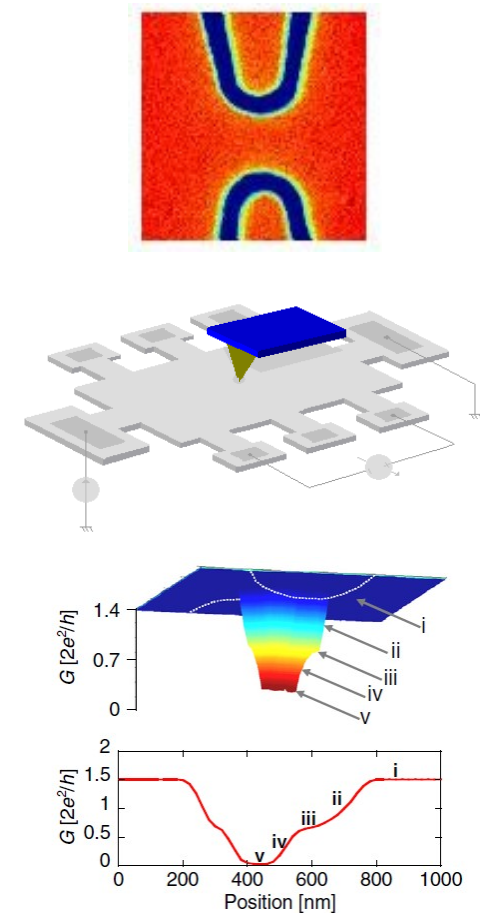 1.4
0.7
0
G [2e²/h]
i
ii
iii
iv
v
2
1.5
1
0.5
0
G [2e²/h]
i
ii
iii
iv
v
0 200 400 600 800 1000
Position [nm]